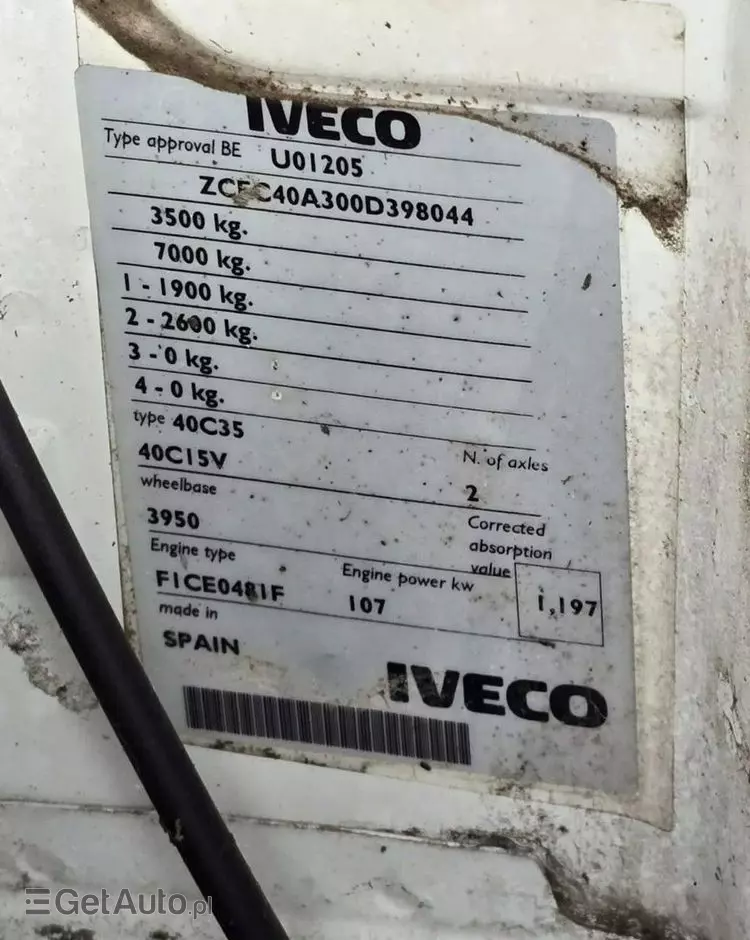 IVECO
Type approval BE U01205
ZCFC40A300D398044
3500 kg.
7000 kg.
1 - 1900 kg.
2 - 2600 kg.
3 - 0 kg.
4 - 0 kg.
type 40C35
40C15V N. of axles
wheelbase 2
3950 Corrected
absorption
value
Engine type Engine power kw
F1CE0481F 107 1,197
made in
SPAIN
IVECO
GetAuto.pl